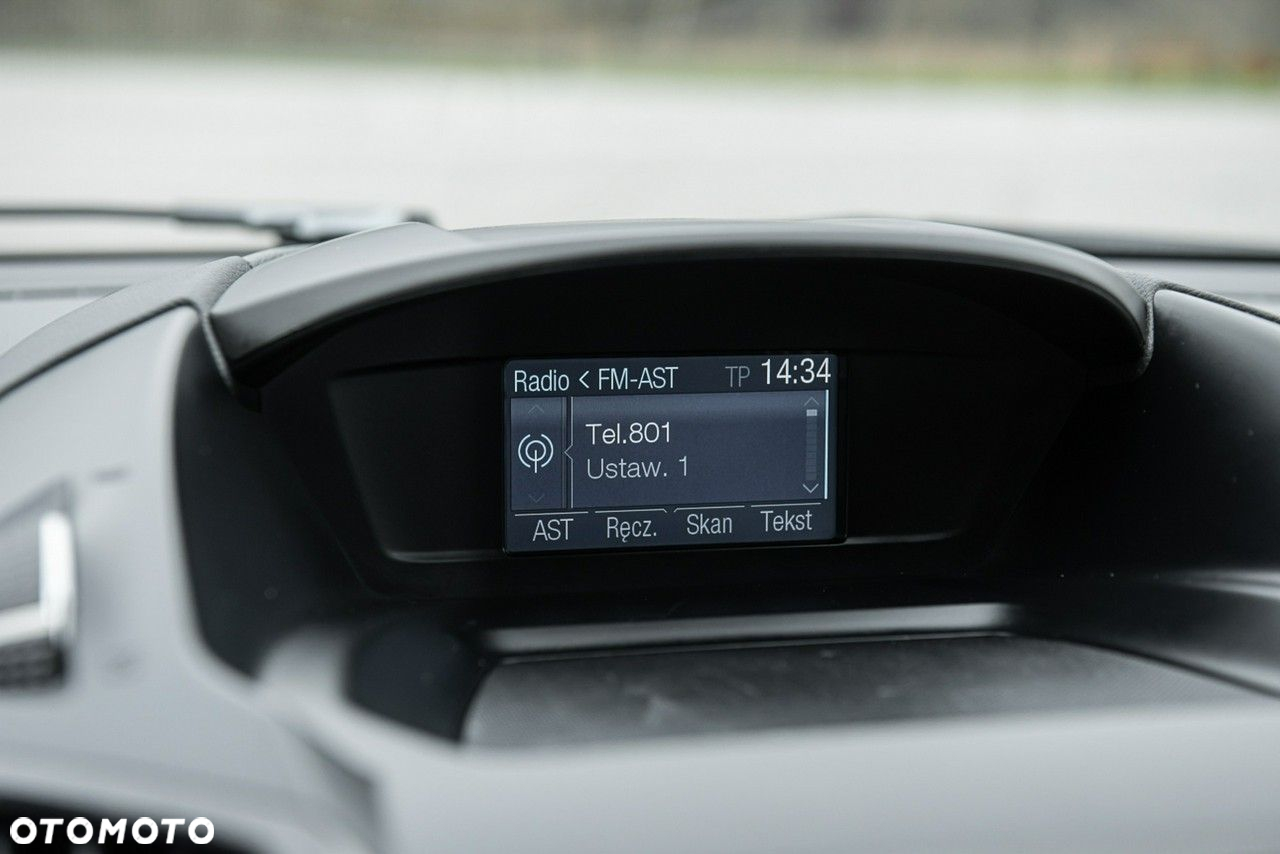 Radio < FM-AST TP 14:34
Tel.801
Ustaw. 1
AST Ręcz. Skan Tekst
OTOMOTO